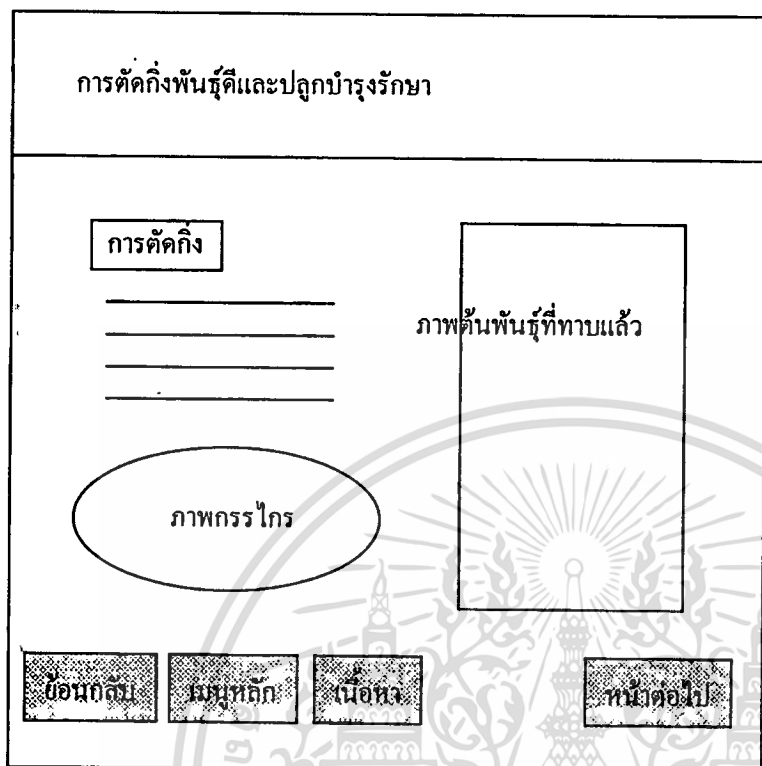 การตัดกิ่งพันธุ์ดีและปลูกบำรุงรักษา
การตัดกิ่ง
ภาพต้นพันธุ์ที่ทาบแล้ว
ภาพกรรไกร
ย้อนกลับ เมนูหลัก เนื้อหา หน้าต่อไป